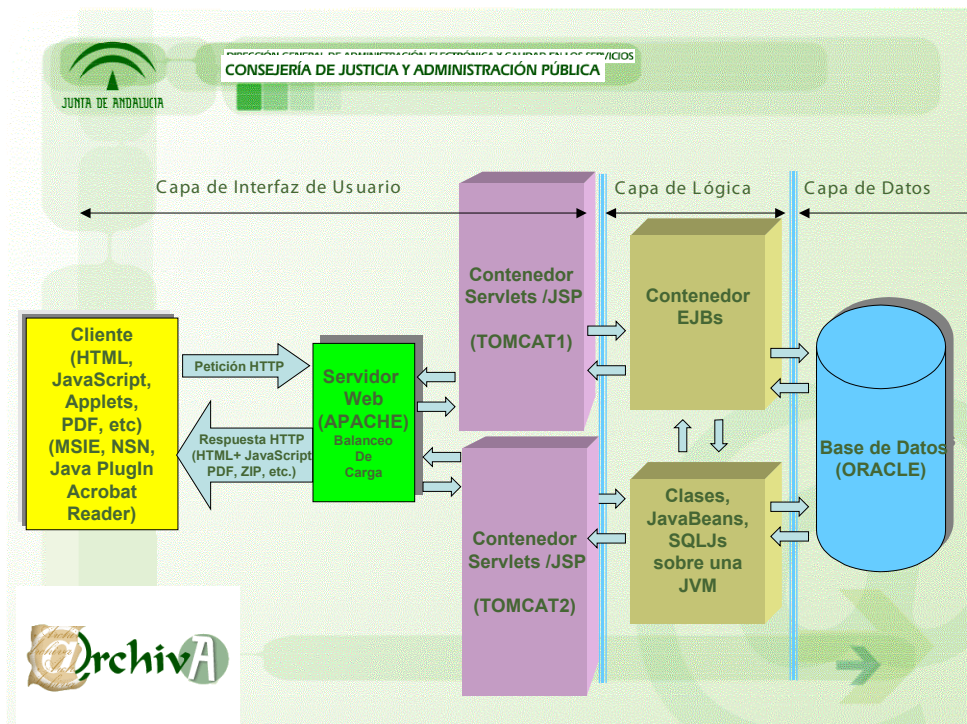 JUNTA DE ANDALUCIA
DIRECCIÓN GENERAL DE ADMINISTRACIÓN ELECTRÓNICA Y CALIDAD EN LOS SERVICIOS
CONSEJERÍA DE JUSTICIA Y ADMINISTRACIÓN PÚBLICA
Capa de Interfaz de Usuario
Capa de Lógica
Capa de Datos
Cliente
(HTML,
JavaScript,
Applets,
PDF, etc)
(MSIE, NSN,
Java PlugIn
Acrobat
Reader)
Petición HTTP
Respuesta HTTP
(HTML+ JavaScript
PDF, ZIP, etc.)
Servidor
Web
(APACHE)
Balanceo
De
Carga
Contenedor
Servlets /JSP
(TOMCAT1)
Contenedor
Servlets /JSP
(TOMCAT2)
Contenedor
EJBs
Clases,
JavaBeans,
SQLJs
sobre una
JVM
Base de Datos
(ORACLE)
@rchivA